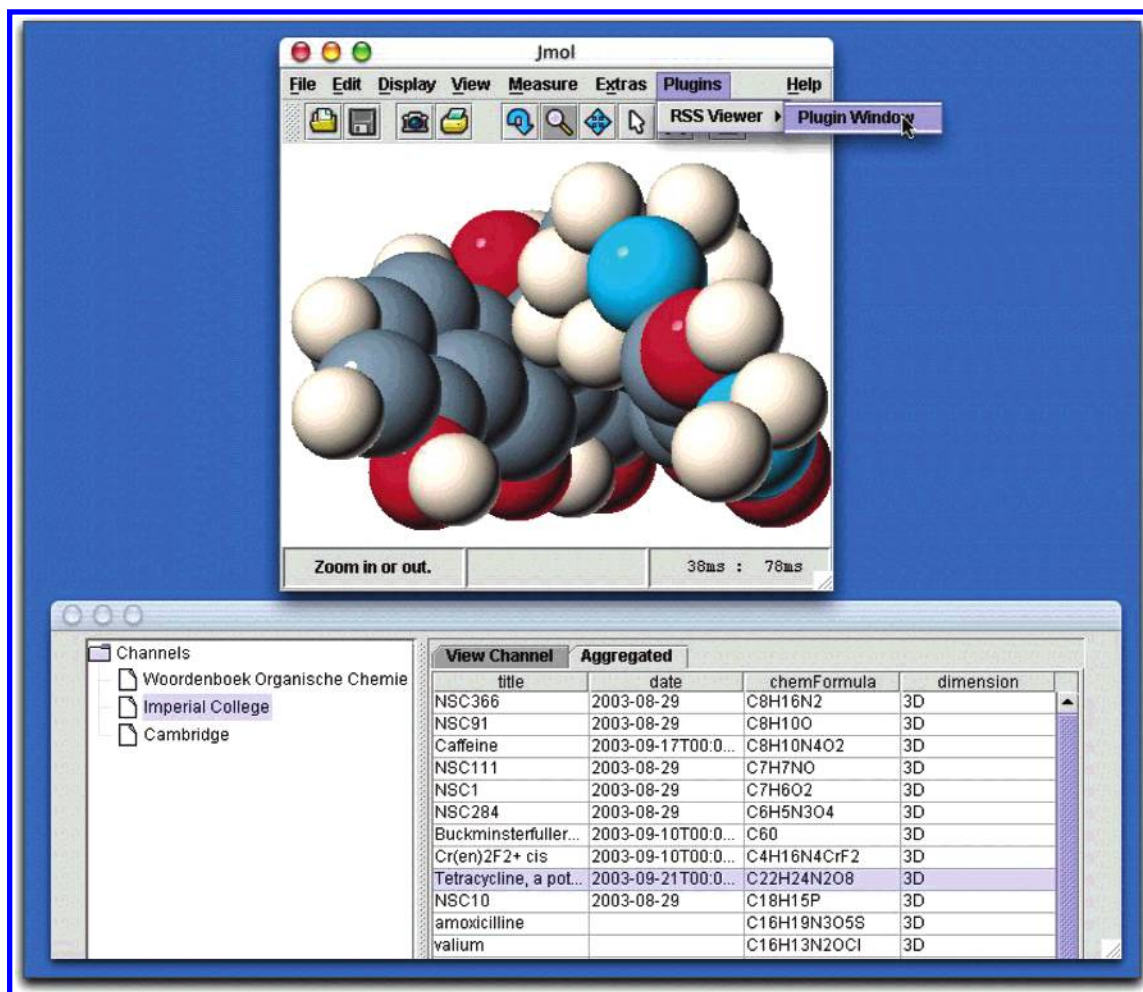 Jmol
File Edit Display View Measure Extras Plugins Help
RSS Viewer Plugin Window
Zoom in or out. 38ms : 78ms
Channels
Woordenboek Organische Chemie
Imperial College
Cambridge
View Channel Aggregated
title date chemFormula dimension
NSC366 2003-08-29 C8H16N2 3D
NSC91 2003-08-29 C8H10O 3D
Caffeine 2003-09-17T00:0... C8H10N4O2 3D
NSC111 2003-08-29 C7H7NO 3D
NSC1 2003-08-29 C7H6O2 3D
NSC284 2003-08-29 C6H5N3O4 3D
Buckminsterfuller... 2003-09-10T00:0... C60 3D
Cr(en)2F2+ cis 2003-09-10T00:0... C4H16N4CrF2 3D
Tetracycline, a pot... 2003-09-21T00:0... C22H24N2O8 3D
NSC10 2003-08-29 C18H15P 3D
amoxicilline C16H19N3O5S 3D
valium C16H13N2OCl 3D